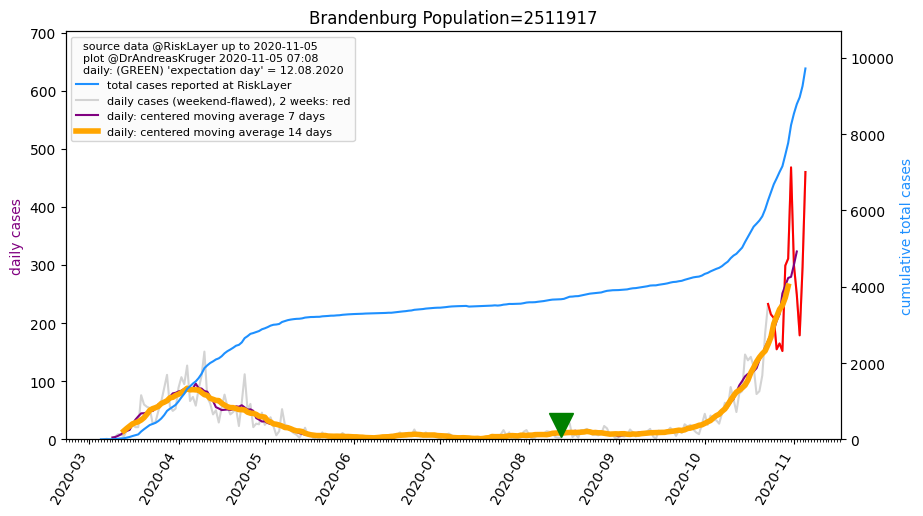 Brandenburg Population=2511917
source data @RiskLayer up to 2020-11-05
plot @DrAndreasKruger 2020-11-05 07:08
daily: (GREEN) 'expectation day' = 12.08.2020
total cases reported at RiskLayer
daily cases (weekend-flawed), 2 weeks: red
daily: centered moving average 7 days
daily: centered moving average 14 days
daily cases
700
600
500
400
300
200
100
0
cumulative total cases
10000
8000
6000
4000
2000
0
2020-03
2020-04
2020-05
2020-06
2020-07
2020-08
2020-09
2020-10
2020-11